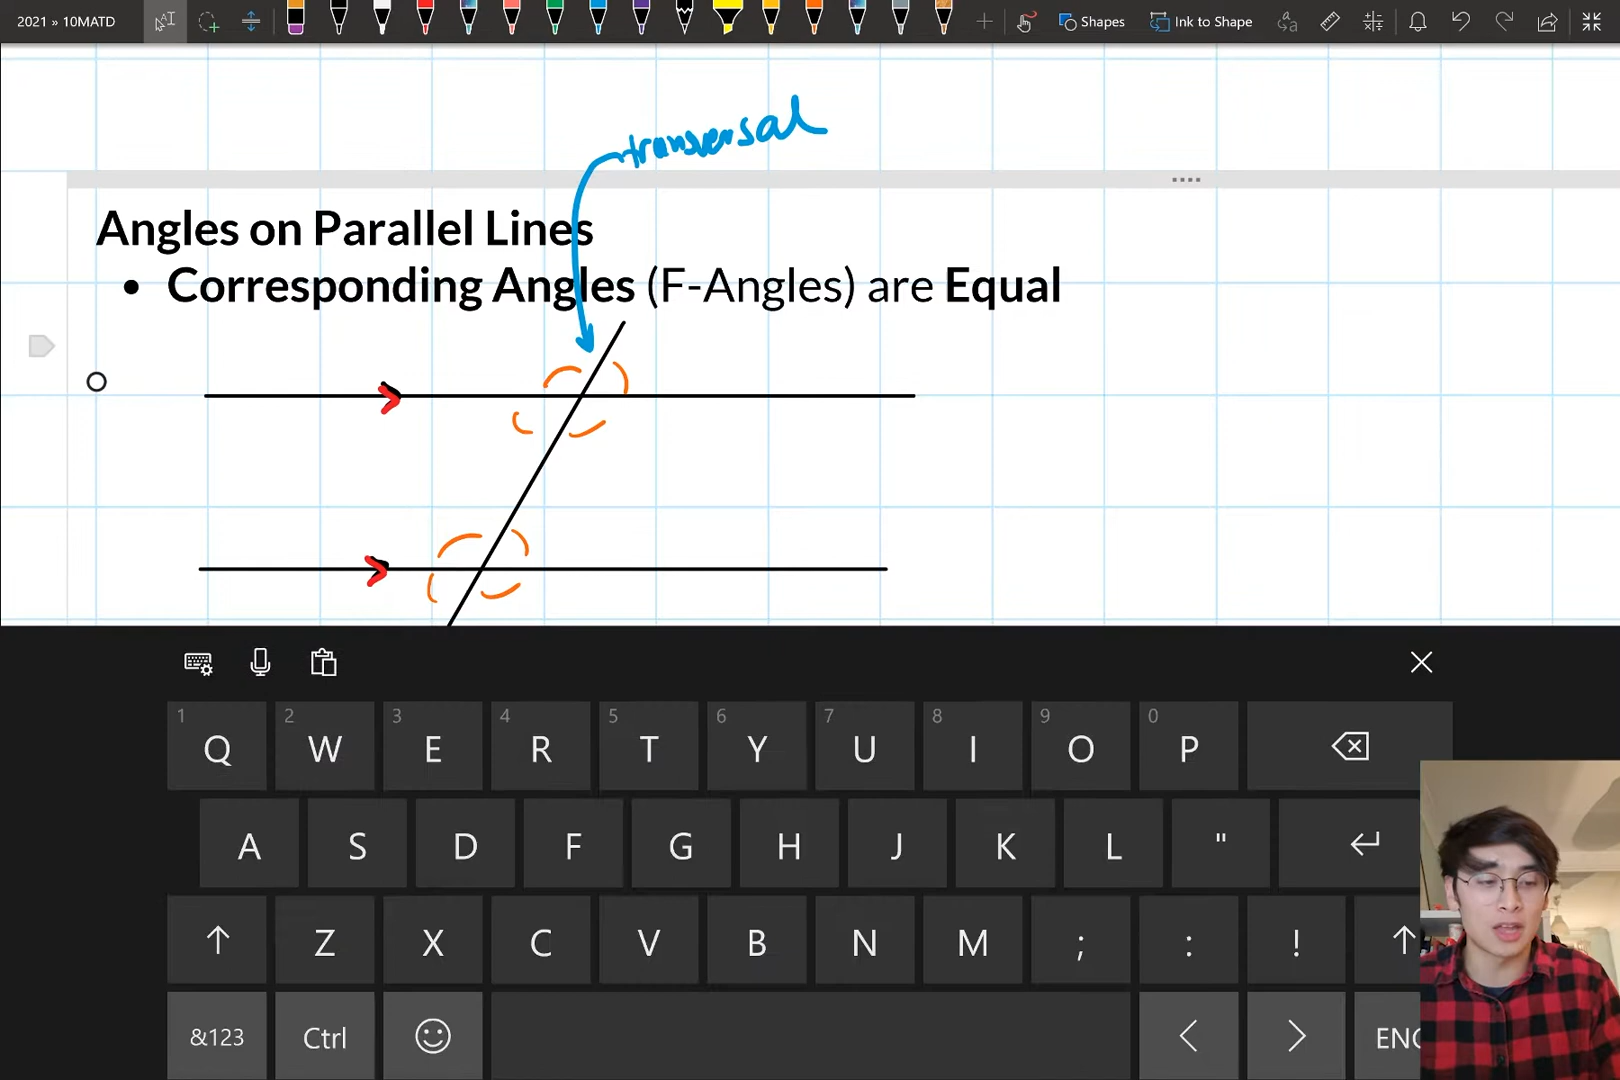 2021 » 10MATD
Shapes
Ink to Shape
transversal
Angles on Parallel Lines
• Corresponding Angles (F-Angles) are Equal
1 2 3 4 5 6 7 8 9 0
Q W E R T Y U I O P
A S D F G H J K L "
Z X C V B N M ; : !
&123 Ctrl < > ENG